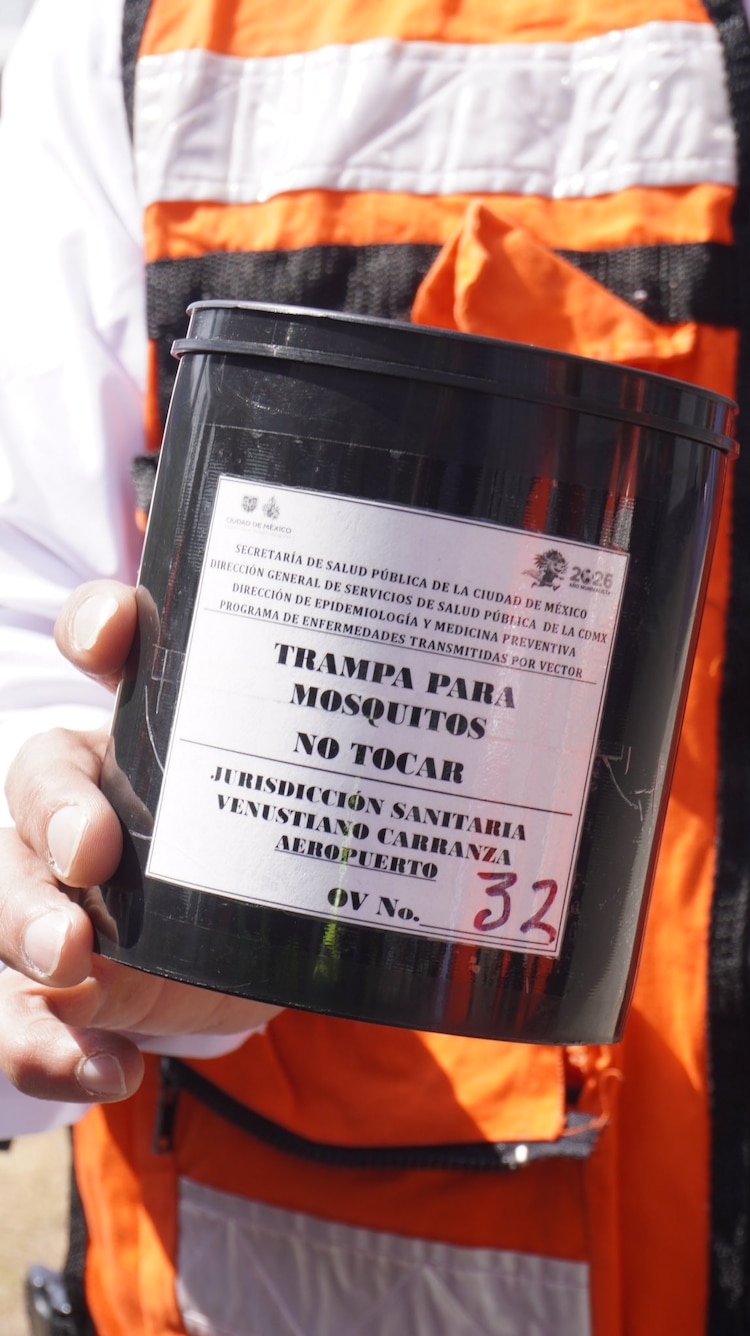 CIUDAD DE MÉXICO
2026
SECRETARÍA DE SALUD PÚBLICA DE LA CIUDAD DE MÉXICO
DIRECCIÓN GENERAL DE SERVICIOS DE SALUD PÚBLICA DE LA CDMX
DIRECCIÓN DE EPIDEMIOLOGÍA Y MEDICINA PREVENTIVA
PROGRAMA DE ENFERMEDADES TRANSMITIDAS POR VECTOR
TRAMPA PARA
MOSQUITOS
NO TOCAR
JURISDICCIÓN SANITARIA
VENUSTIANO CARRANZA
AEROPUERTO
OV No. 32